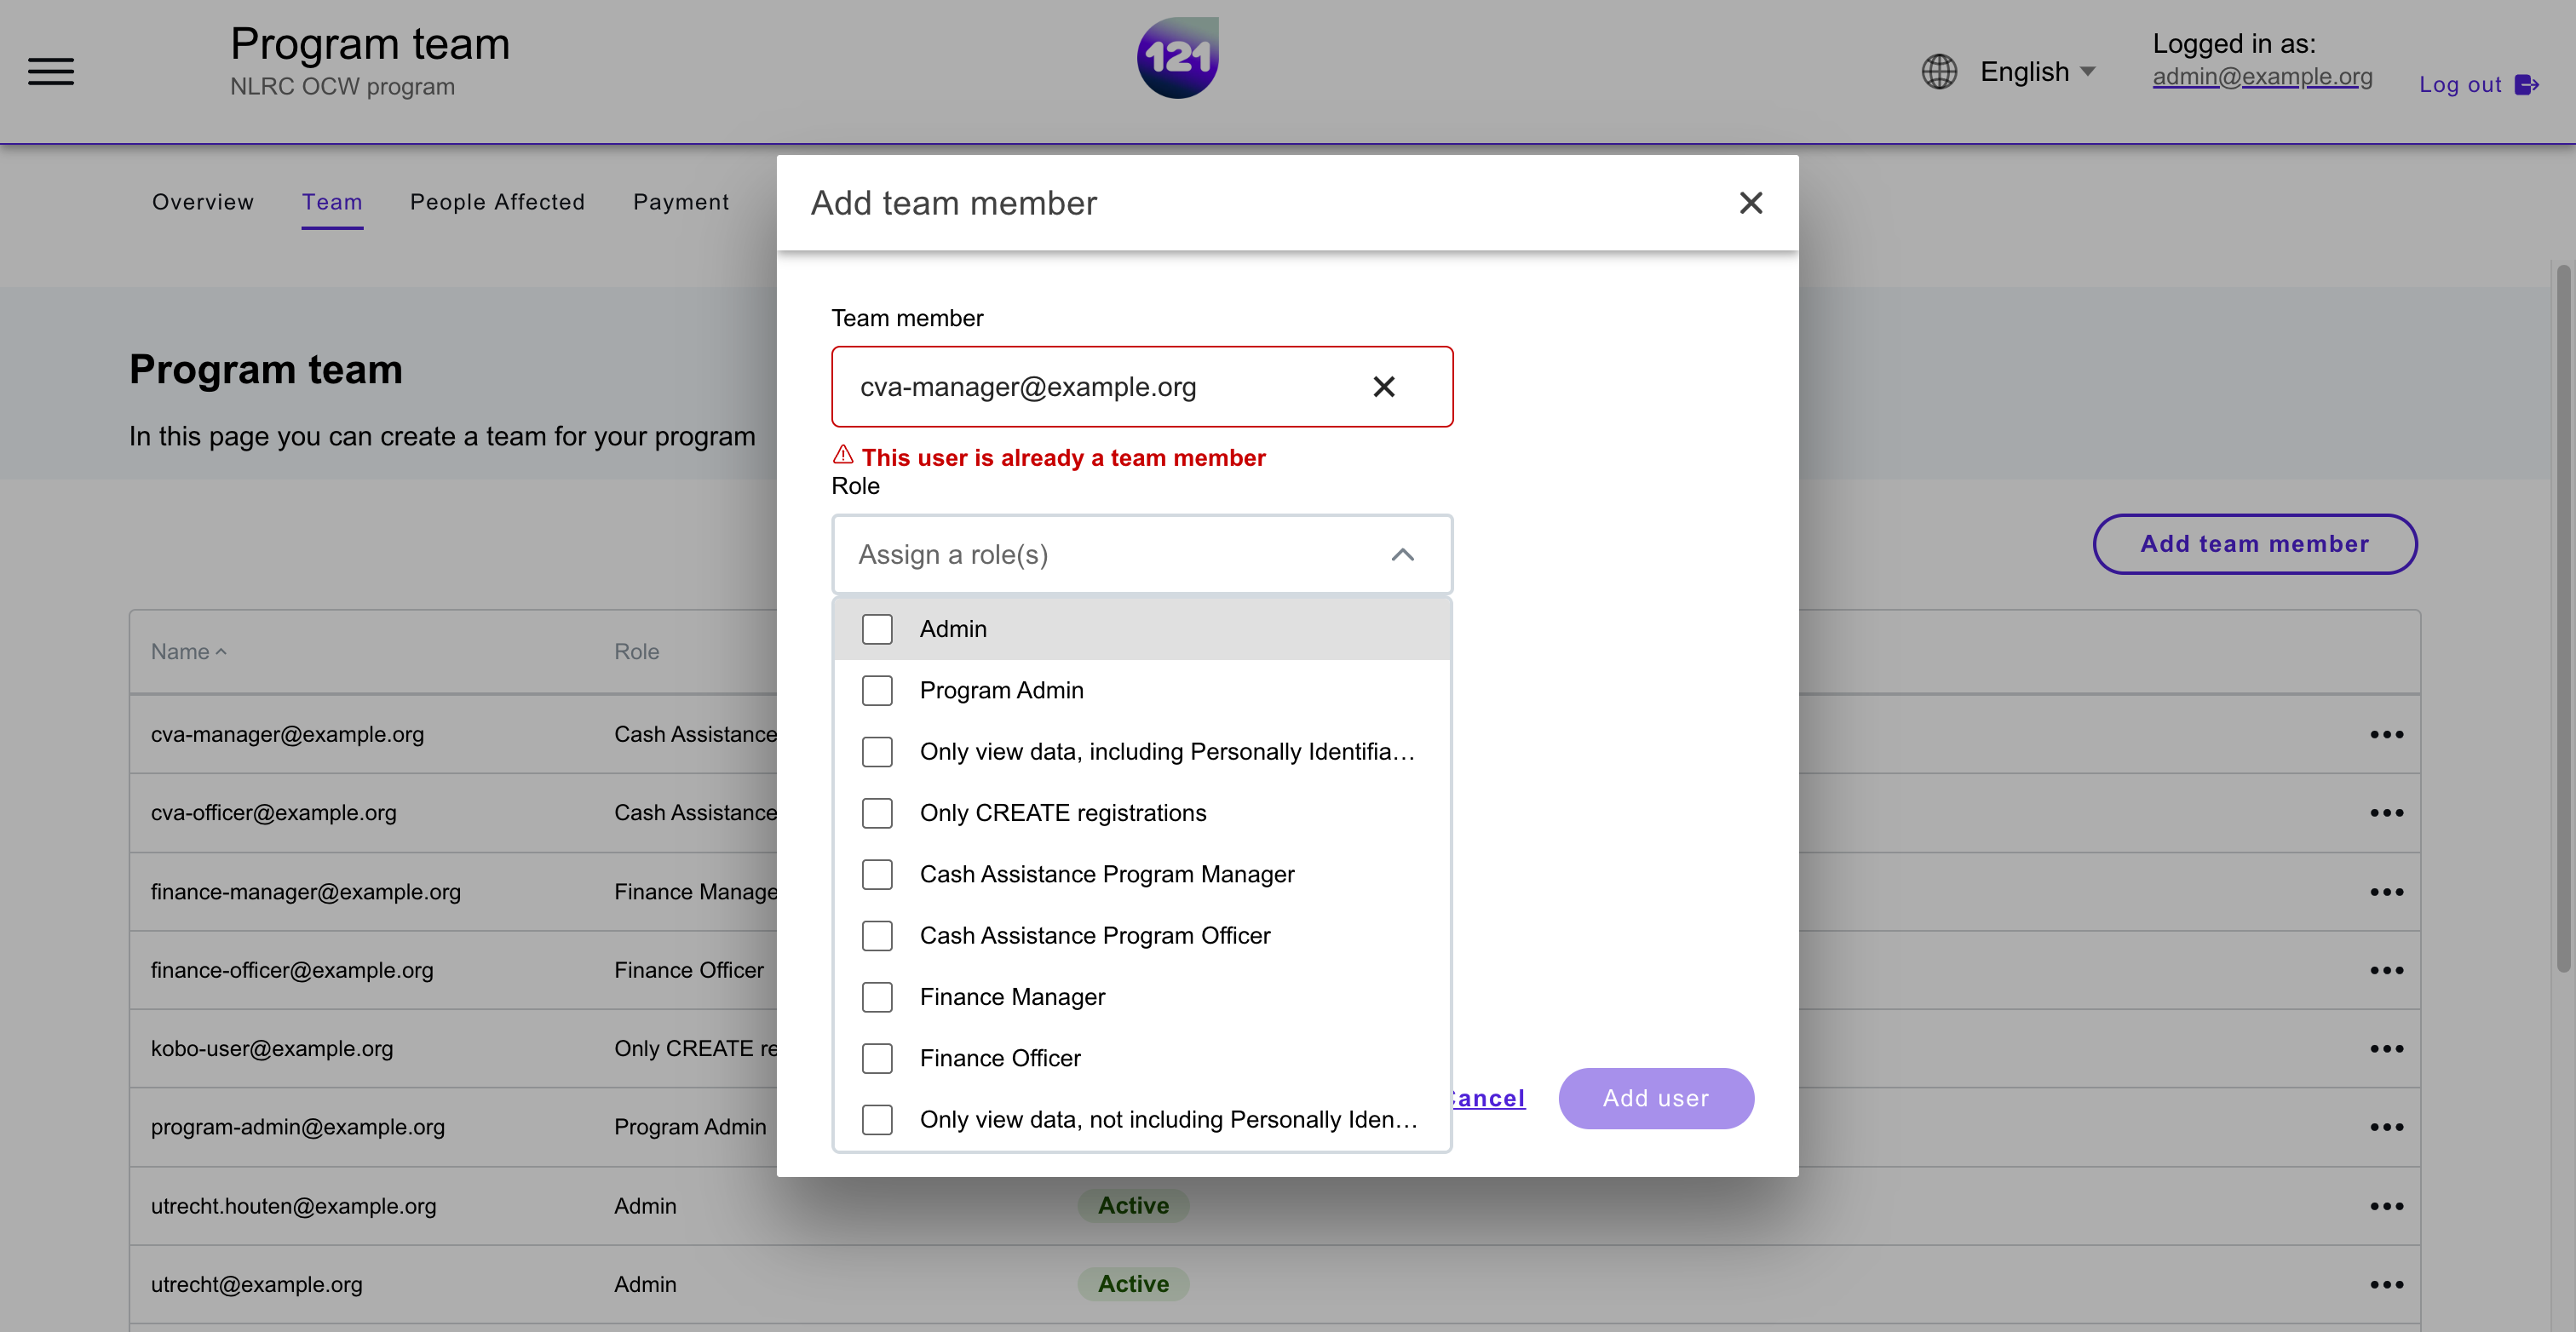 Program team
NLRC OCW program
121
English
Logged in as:
admin@example.org
Log out
Overview
Team
People Affected
Payment
Program team
In this page you can create a team for your program
Add team member
Name
Role
cva-manager@example.org
Cash Assistance
cva-officer@example.org
Cash Assistance
finance-manager@example.org
Finance Manage
finance-officer@example.org
Finance Officer
kobo-user@example.org
Only CREATE re
program-admin@example.org
Program Admin
utrecht.houten@example.org
Admin
Active
utrecht@example.org
Admin
Active
Add team member
Team member
cva-manager@example.org
This user is already a team member
Role
Assign a role(s)
Admin
Program Admin
Only view data, including Personally Identifia...
Only CREATE registrations
Cash Assistance Program Manager
Cash Assistance Program Officer
Finance Manager
Finance Officer
Only view data, not including Personally Iden...
Cancel
Add user